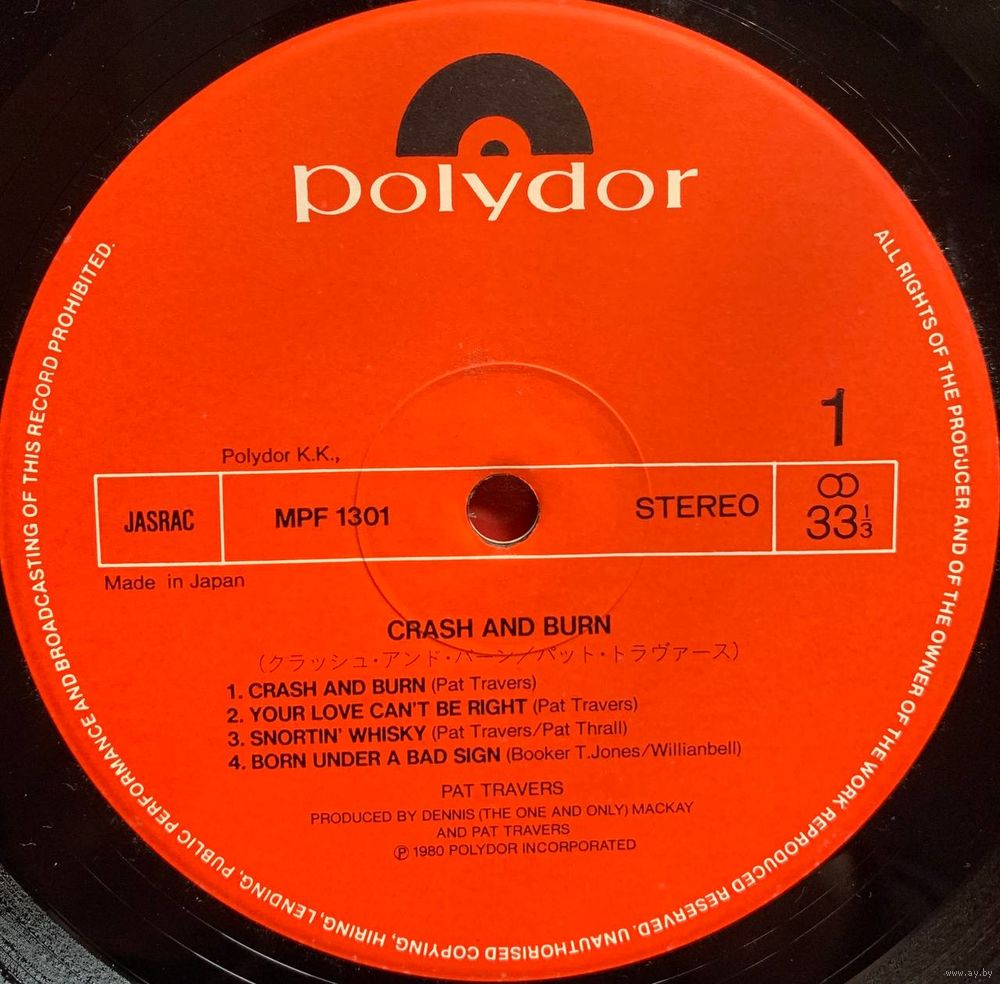 polydor
ALL RIGHTS OF THE PRODUCER AND OF THE OWNER OF THE WORK REPRODUCED RESERVED. UNAUTHORISED COPYING, HIRING, LENDING, PUBLIC PERFORMANCE AND BROADCASTING OF THIS RECORD PROHIBITED.
1
Polydor K.K.,
JASRAC MPF 1301 STEREO 33 1/3
Made in Japan
CRASH AND BURN
(クラッシュ・アンド・バーン/パット・トラヴァース)
1. CRASH AND BURN (Pat Travers)
2. YOUR LOVE CAN'T BE RIGHT (Pat Travers)
3. SNORTIN' WHISKY (Pat Travers/Pat Thrall)
4. BORN UNDER A BAD SIGN (Booker T.Jones/Willianbell)
PAT TRAVERS
PRODUCED BY DENNIS (THE ONE AND ONLY) MACKAY
AND PAT TRAVERS
Ⓟ 1980 POLYDOR INCORPORATED
www.ay.by